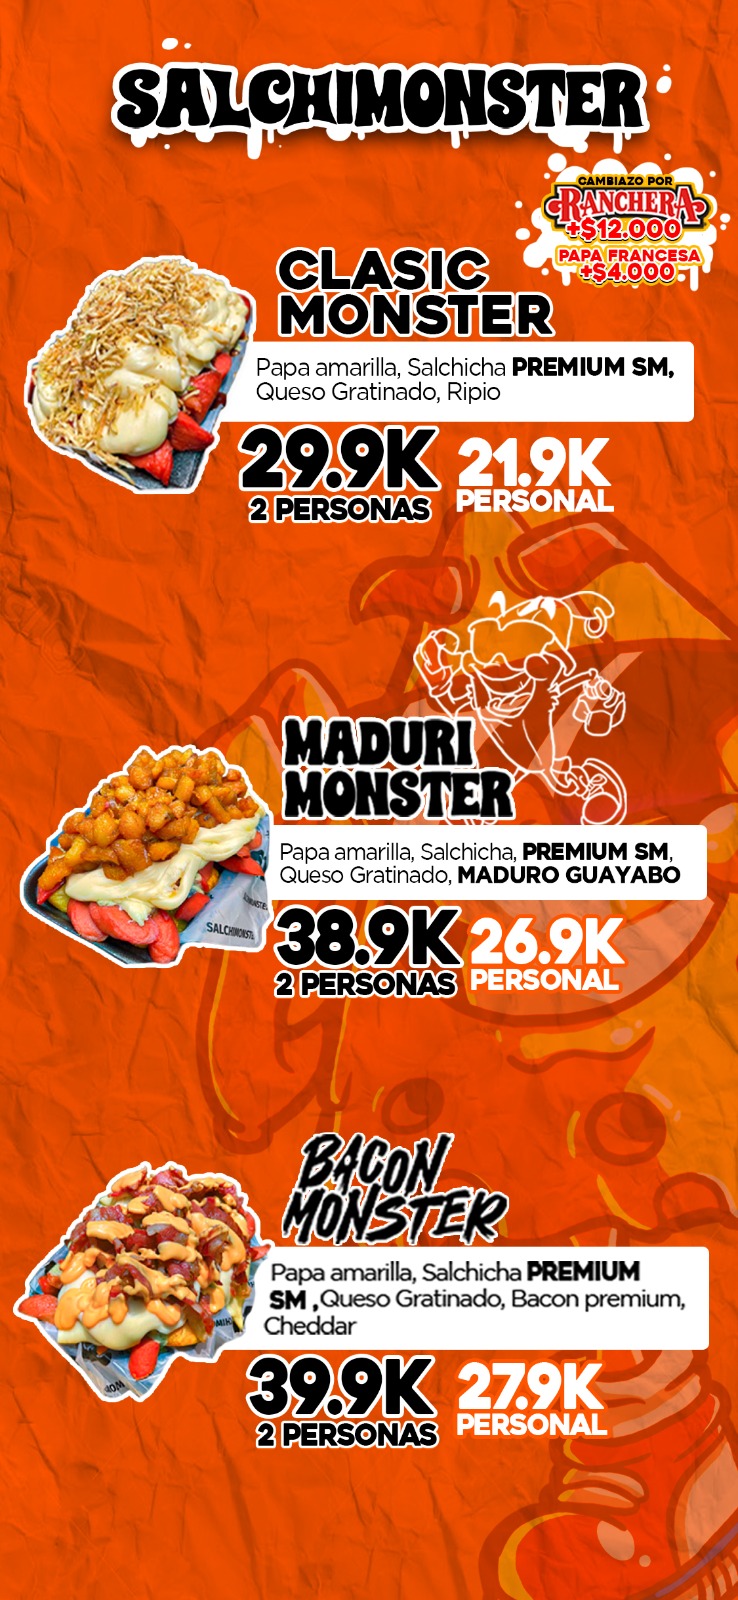 SALCHIMONSTER
CAMBIAZO POR
RANCHERA
+$12.000
PAPA FRANCESA
+$4.000
CLASIC
MONSTER
Papa amarilla, Salchicha PREMIUM SM,
Queso Gratinado, Ripio
29.9K 21.9K
2 PERSONAS PERSONAL
MADURI
MONSTER
Papa amarilla, Salchicha, PREMIUM SM,
Queso Gratinado, MADURO GUAYABO
SALCHIMONSTE
38.9K 26.9K
2 PERSONAS PERSONAL
BACON
MONSTER
Papa amarilla, Salchicha PREMIUM
SM ,Queso Gratinado, Bacon premium,
Cheddar
39.9K 27.9K
2 PERSONAS PERSONAL